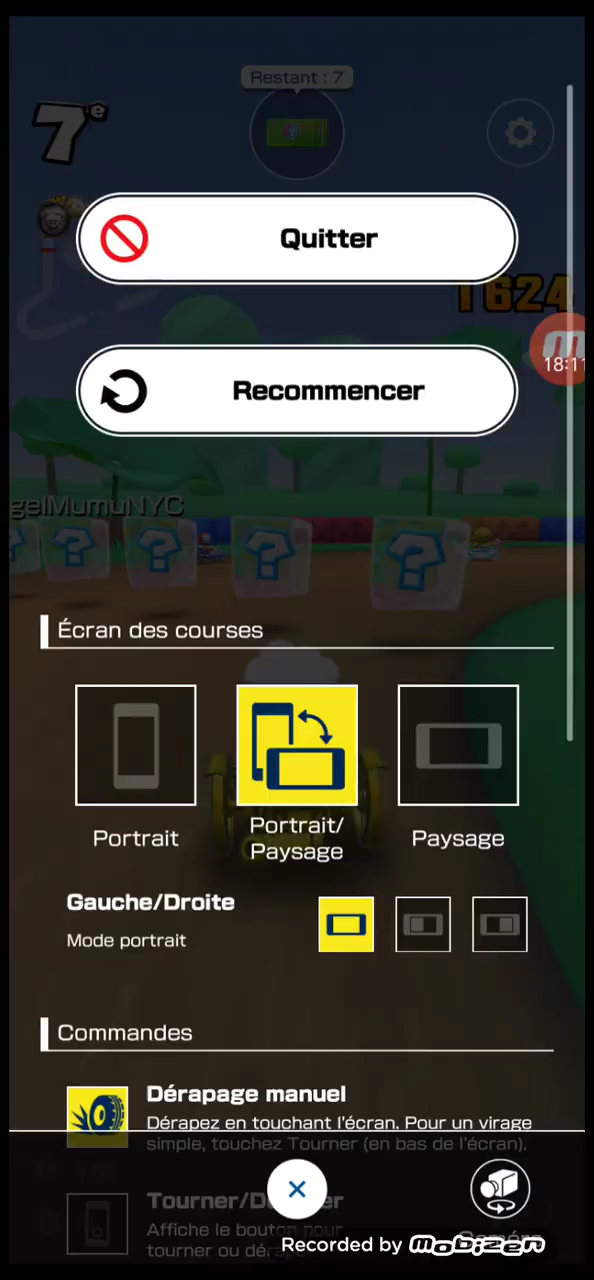 Restant : 7
7e
Quitter
1624
18:11
Recommencer
gelMumuNYC
Écran des courses
Portrait
Portrait/
Paysage
Paysage
Gauche/Droite
Mode portrait
Commandes
Dérapage manuel
Dérapez en touchant l'écran. Pour un virage
simple, touchez Tourner (en bas de l'écran).
Affiche le bouton pour
tourner ou
Recorded by mobizen